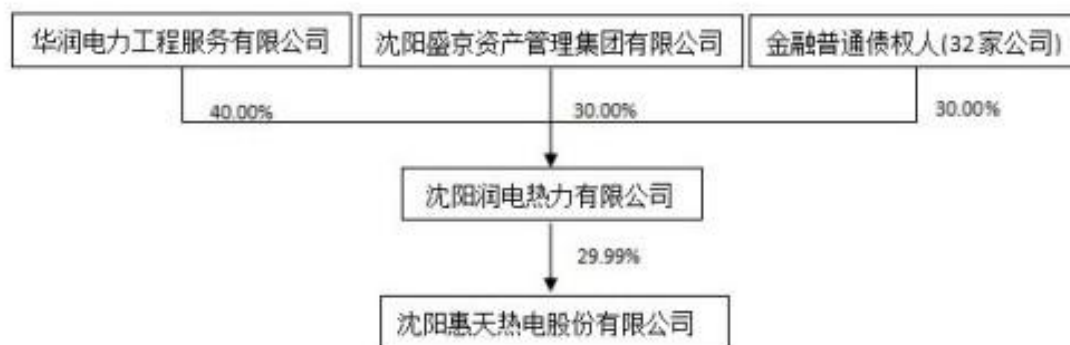 华润电力工程服务有限公司
沈阳盛京资产管理集团有限公司
金融普通债权人(32家公司)
40.00%
30.00%
30.00%
沈阳润电热力有限公司
29.99%
沈阳惠天热电股份有限公司